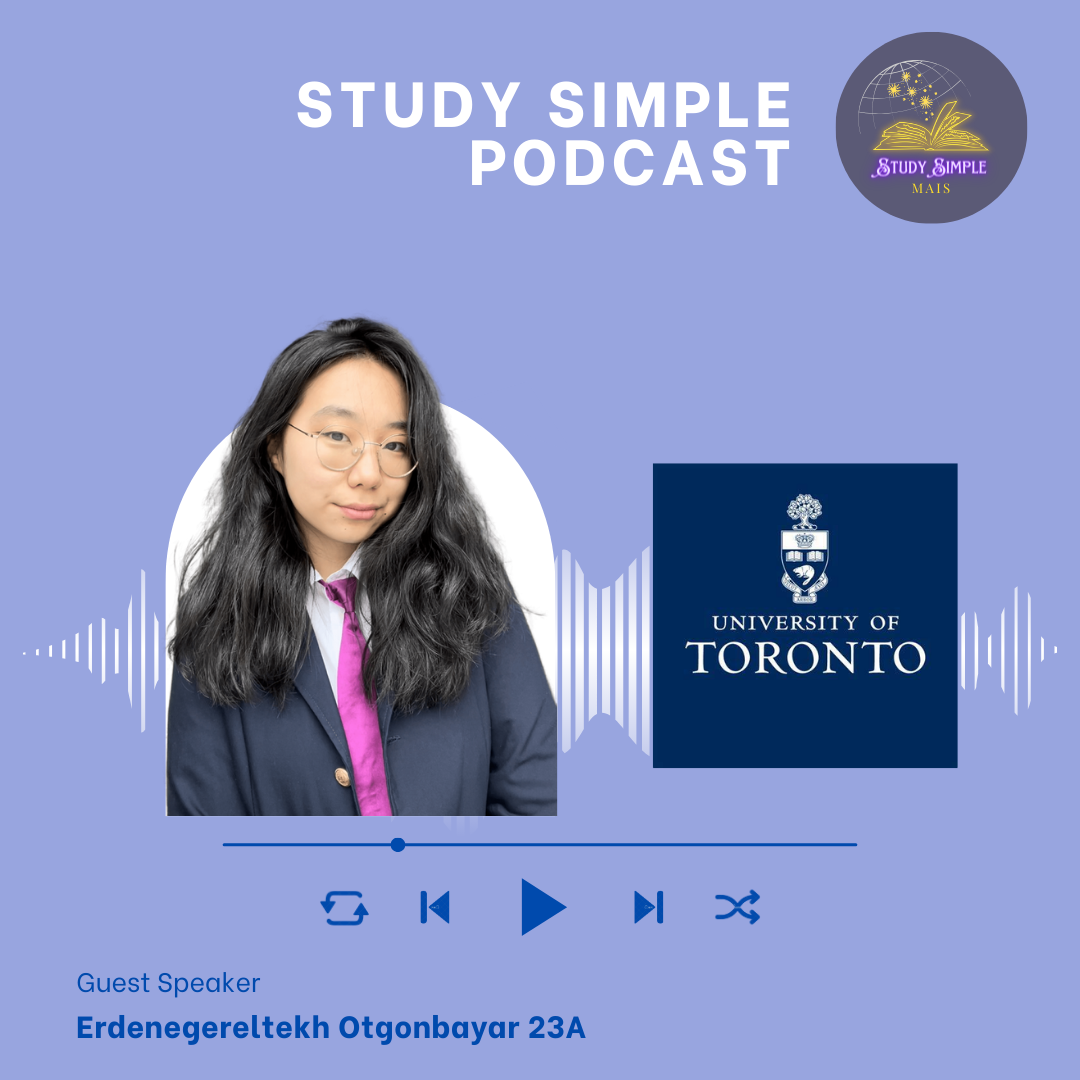 STUDY SIMPLE
PODCAST
STUDY SIMPLE
MAIS
UNIVERSITY OF
TORONTO
Guest Speaker
Erdenegereltekh Otgonbayar 23A